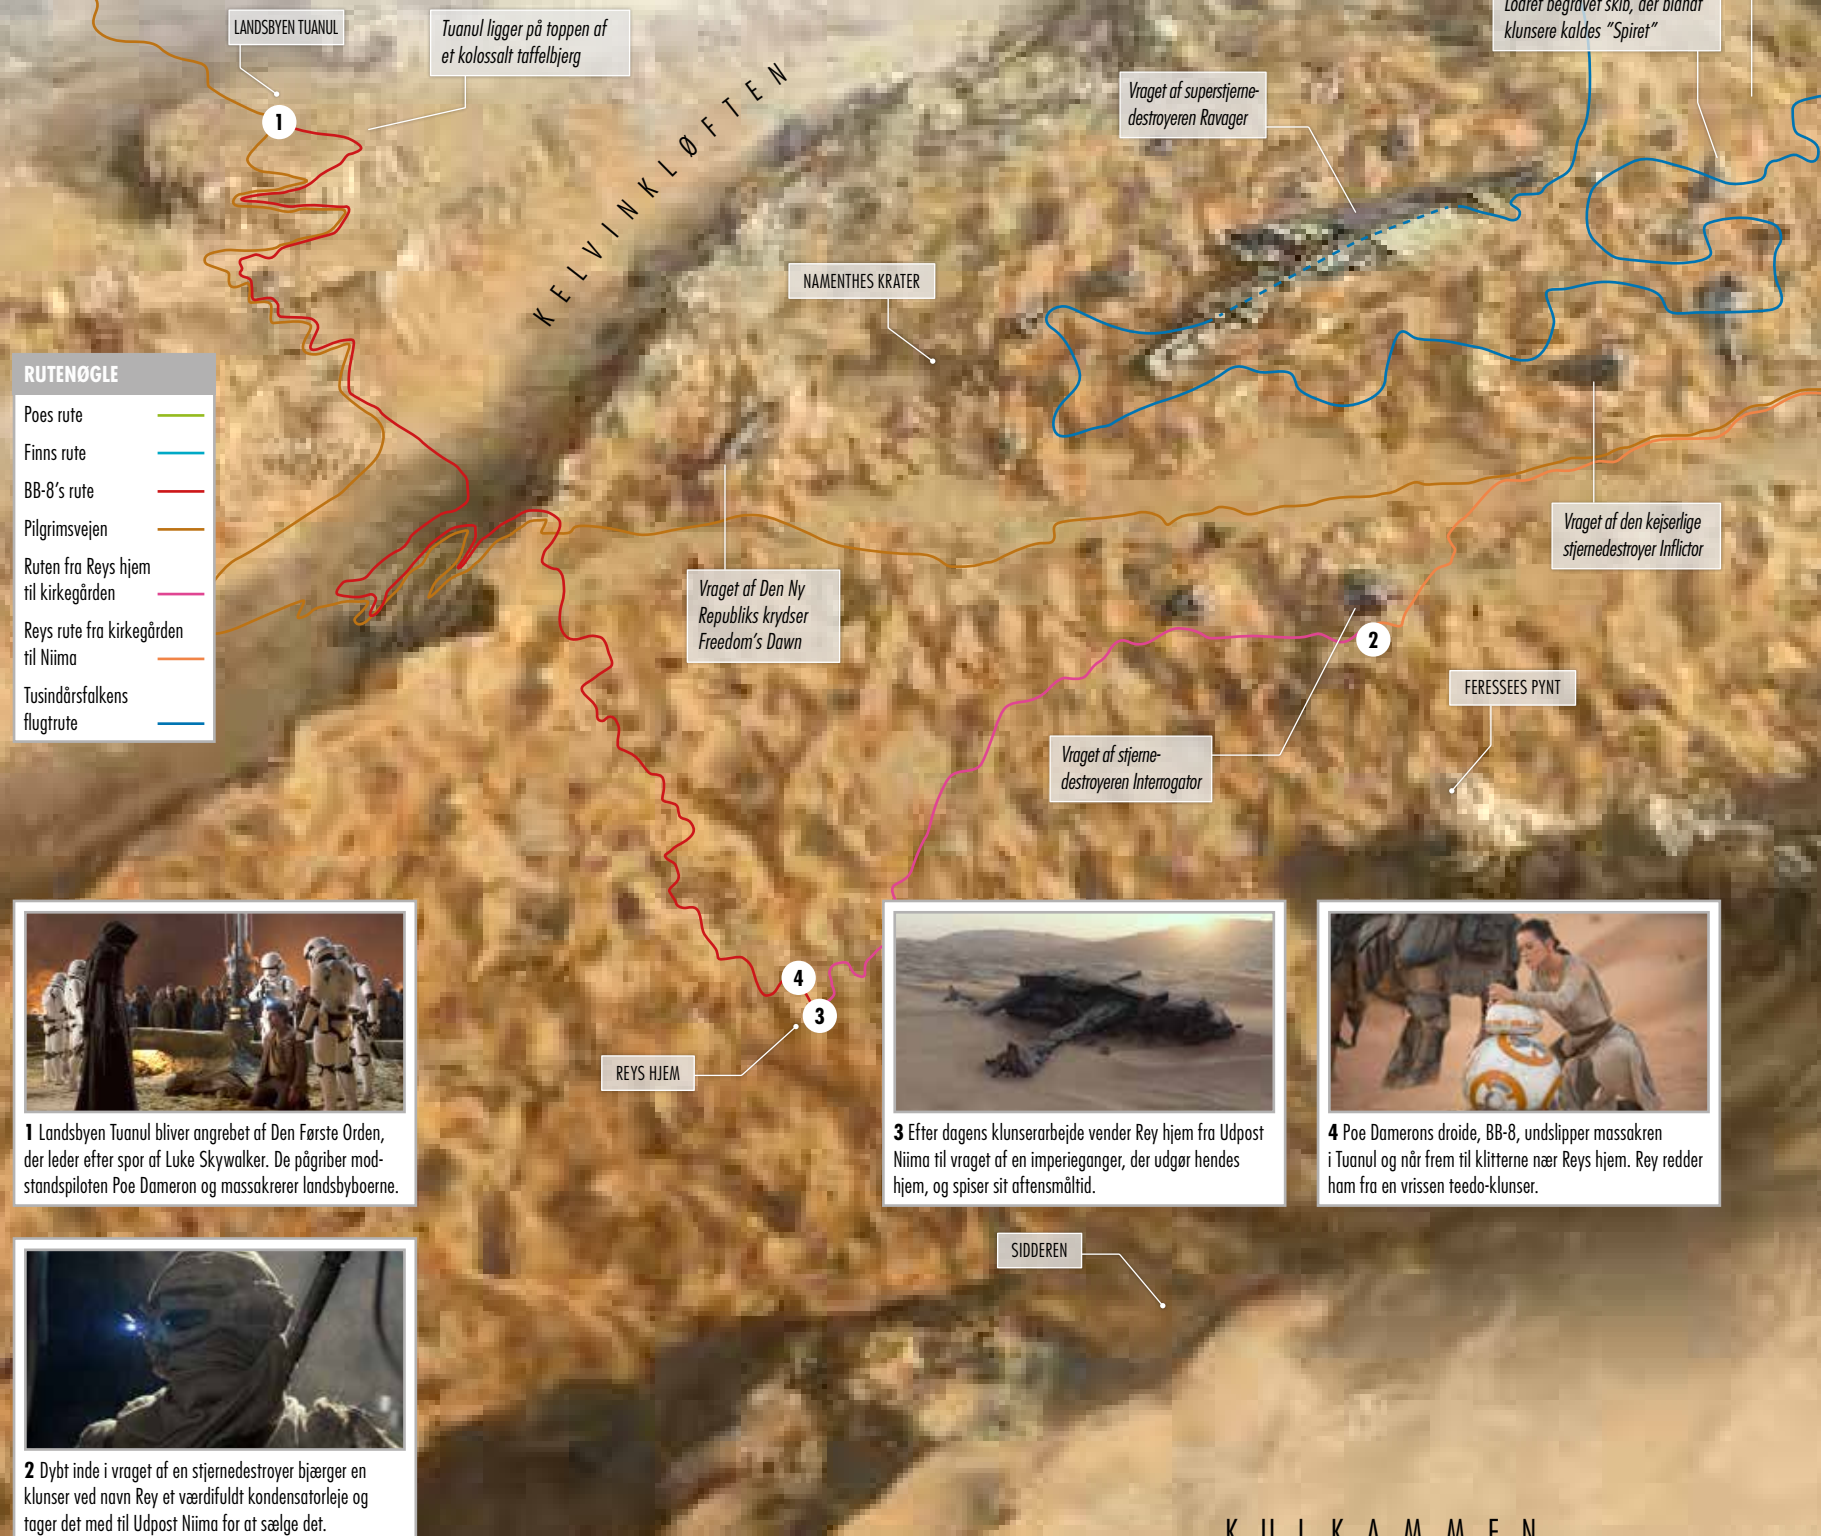 LANDSBYEN TUANUL
Tuanul ligger på toppen af
et kolossalt taffelbjerg
Lodret begravet skib, der blandt
klunsere kaldes "Spiret"
1
KELVINKLØFTEN
Vraget af superstjerne-
destroyeren Ravager
NAMENTHES KRATER
RUTENØGLE
Poes rute
Finns rute
BB-8's rute
Pilgrimsvejen
Ruten fra Reys hjem
til kirkegården
Reys rute fra kirkegården
til Niima
Tusindårsfalkens
flugtrute
Vraget af den kejserlige
stjernedestroyer Inflictor
Vraget af Den Ny
Republiks krydser
Freedom's Dawn
2
FERESSEES PYNT
Vraget af stjerne-
destroyeren Interrogator
4
3
REYS HJEM
1 Landsbyen Tuanul bliver angrebet af Den Første Orden,
der leder efter spor af Luke Skywalker. De pågriber mod-
standspiloten Poe Dameron og massakrerer landsbyboerne.
3 Efter dagens klunserarbejde vender Rey hjem fra Udpost
Niima til vraget af en imperieganger, der udgør hendes
hjem, og spiser sit aftensmåltid.
4 Poe Damerons droide, BB-8, undslipper massakren
i Tuanul og når frem til klitterne nær Reys hjem. Rey redder
ham fra en vrissen teedo-klunser.
SIDDEREN
2 Dybt inde i vraget af en stjernedestroyer bjærger en
klunser ved navn Rey et værdifuldt kondensatorleje og
tager det med til Udpost Niima for at sælge det.
KULKAMMEN